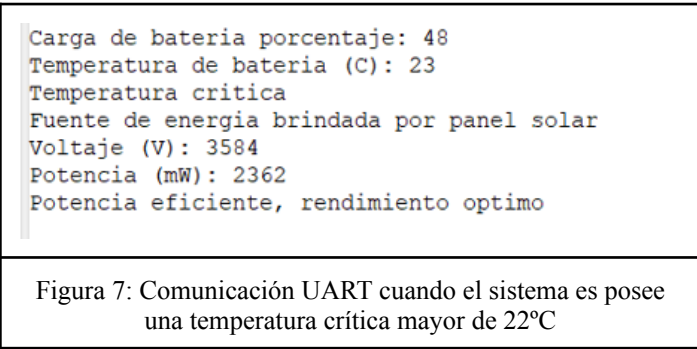 Carga de bateria porcentaje: 48
Temperatura de bateria (C): 23
Temperatura critica
Fuente de energia brindada por panel solar
Voltaje (V): 3584
Potencia (mW): 2362
Potencia eficiente, rendimiento optimo
Figura 7: Comunicación UART cuando el sistema es posee
una temperatura crítica mayor de 22ºC